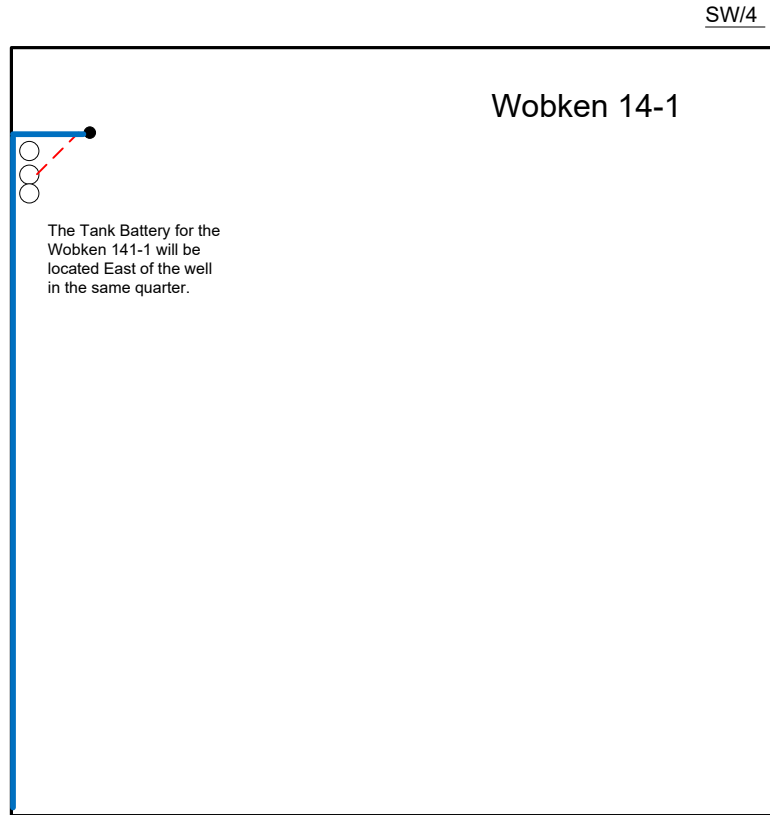 SW/4
Wobken 14-1
The Tank Battery for the
Wobken 141-1 will be
located East of the well
in the same quarter.